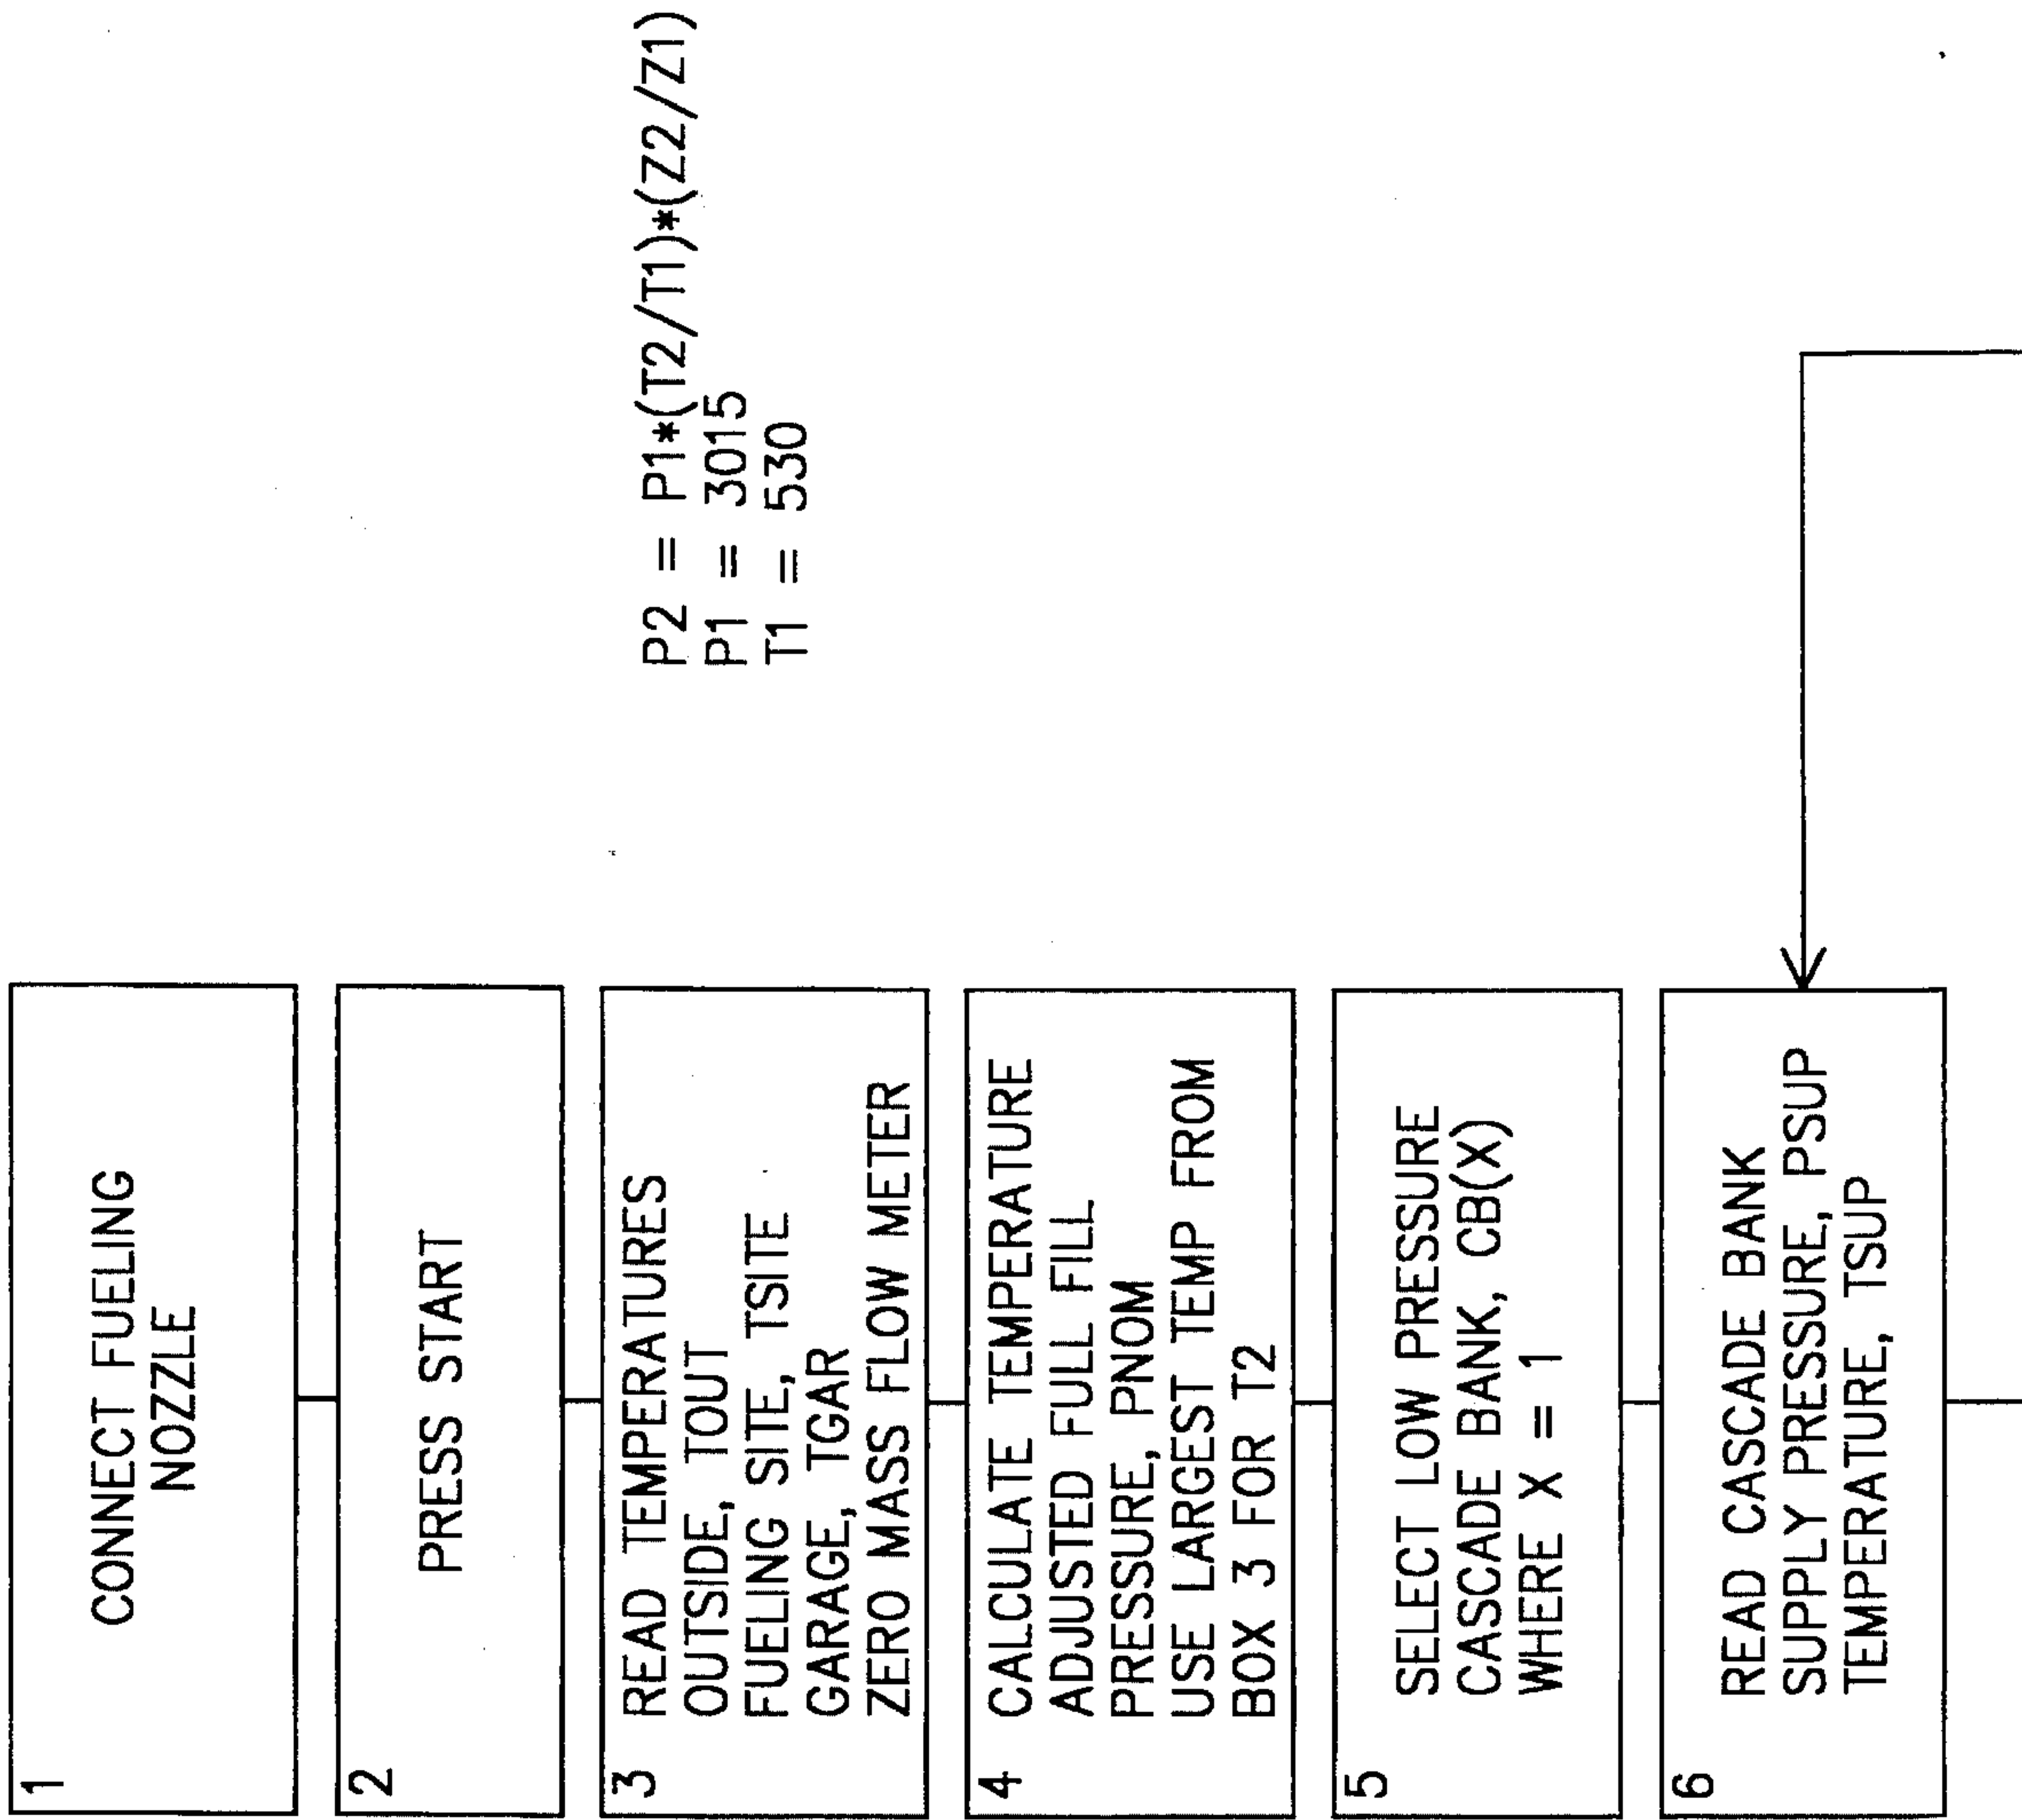 1
CONNECT FUELING
NOZZLE
2
PRESS START
3
READ TEMPERATURES
OUTSIDE, TOUT
FUELING SITE, TSITE
GARAGE, TGAR
ZERO MASS FLOW METER
P2 = P1*(T2/T1)*(Z2/Z1)
P1 = 3015
T1 = 530
4
CALCULATE TEMPERATURE
ADJUSTED FULL FILL
PRESSURE, PNOM
USE LARGEST TEMP FROM
BOX 3 FOR T2
5
SELECT LOW PRESSURE
CASCADE BANK, CB(X)
WHERE X = 1
6
READ CASCADE BANK
SUPPLY PRESSURE, PSUP
TEMPERATURE, TSUP